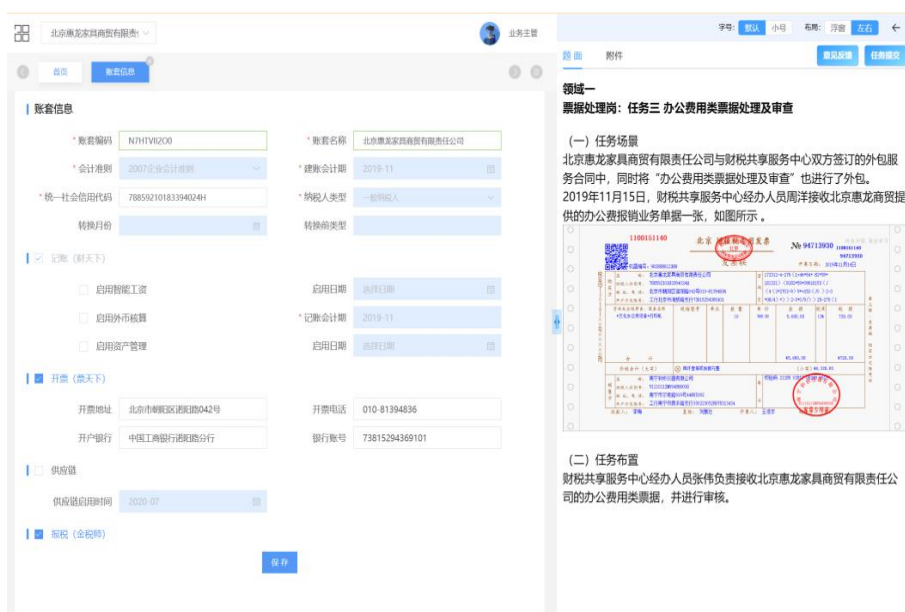 北京惠龙家具商贸有限责
业务主管
首页
账套信息
账套信息
* 账套编码 N7HTVII2O0
* 账套名称 北京惠龙家具商贸有限责任公司
* 会计准则 2007企业会计准则
* 建账会计期 2019-11
* 统一社会信用代码 78859210183394024H
* 纳税人类型 一般纳税人
转换月份
转换前类型
记账（财天下）
启用智能工资
启用日期 选择日期
启用外币核算
* 记账会计期 2019-11
启用资产管理
启用日期 选择日期
开票（票天下）
开票地址 北京市朝阳区诺阳路042号
开票电话 010-81394836
开户银行 中国工商银行诺阳路分行
银行账号 73815294369101
供应链
供应链启用时间 2020-07
报税（金税师）
保存
字号: 默认 小号 布局: 浮窗 左右
题面 附件
意见反馈 任务提交
领域一
票据处理岗：任务三 办公费用类票据处理及审查
（一）任务场景
北京惠龙家具商贸有限责任公司与财税共享服务中心双方签订的外包服
务合同中，同时将“办公费用类票据处理及审查”也进行了外包。
2019年11月15日，财税共享服务中心经办人员周洋接收北京惠龙商贸提
供的办公费报销业务单据一张，如图所示 。
1100151140
No 94713930
1100151140
94713930
（二）任务布置
财税共享服务中心经办人员张伟负责接收北京惠龙家具商贸有限责任公
司的办公费用类票据，并进行审核。